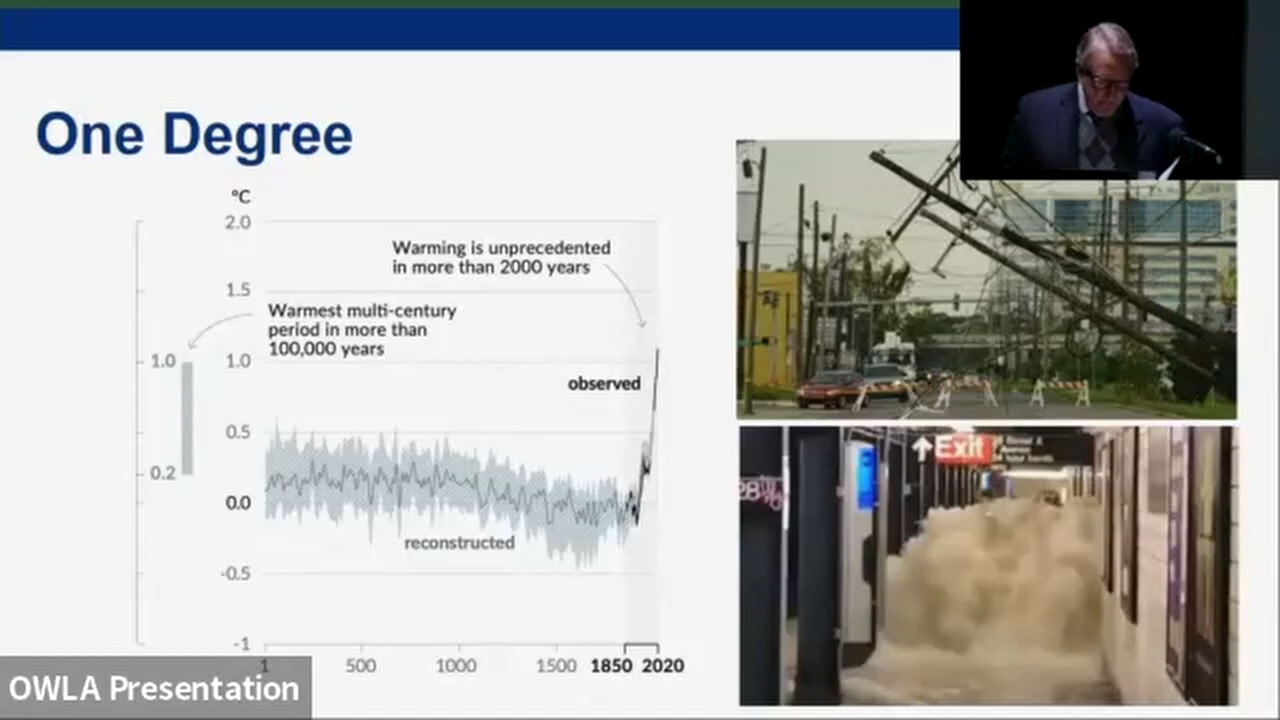 One Degree
°C
2.0
1.5
1.0
0.5
0.0
-0.5
-1
1.0
0.2
Warming is unprecedented
in more than 2000 years
Warmest multi-century
period in more than
100,000 years
observed
reconstructed
1 500 1000 1500 1850 2020
Exit
28
OWLA Presentation